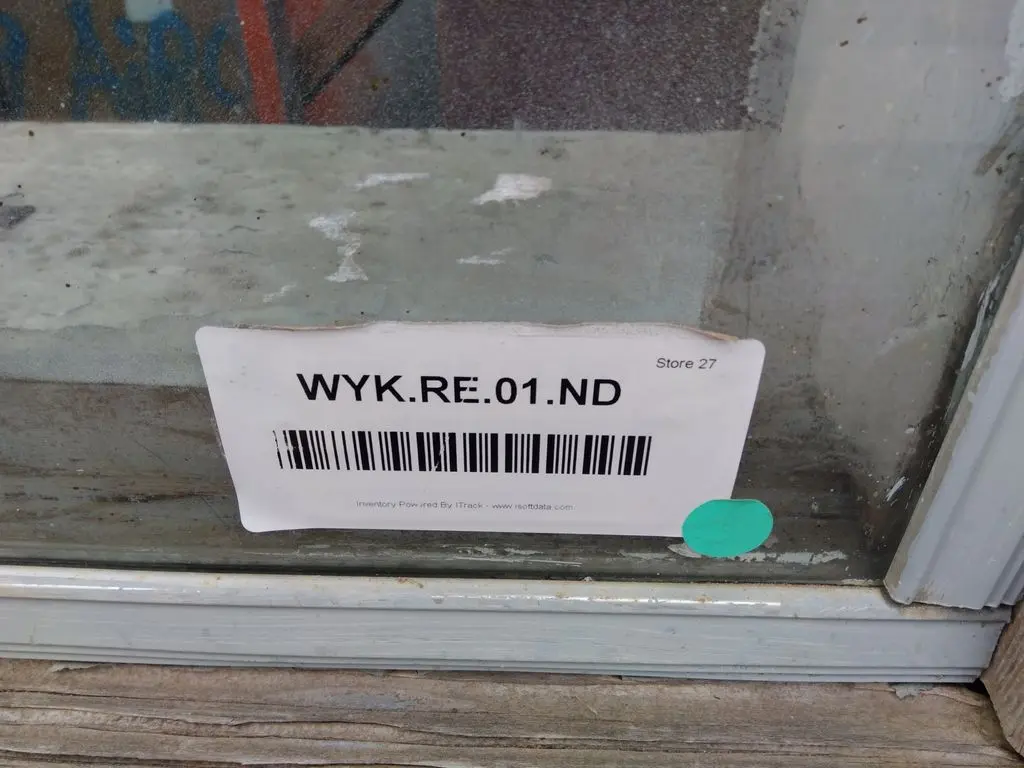 Store 27
WYK.RE.01.ND
Inventory Powered By ITrack - www.isoftdata.com